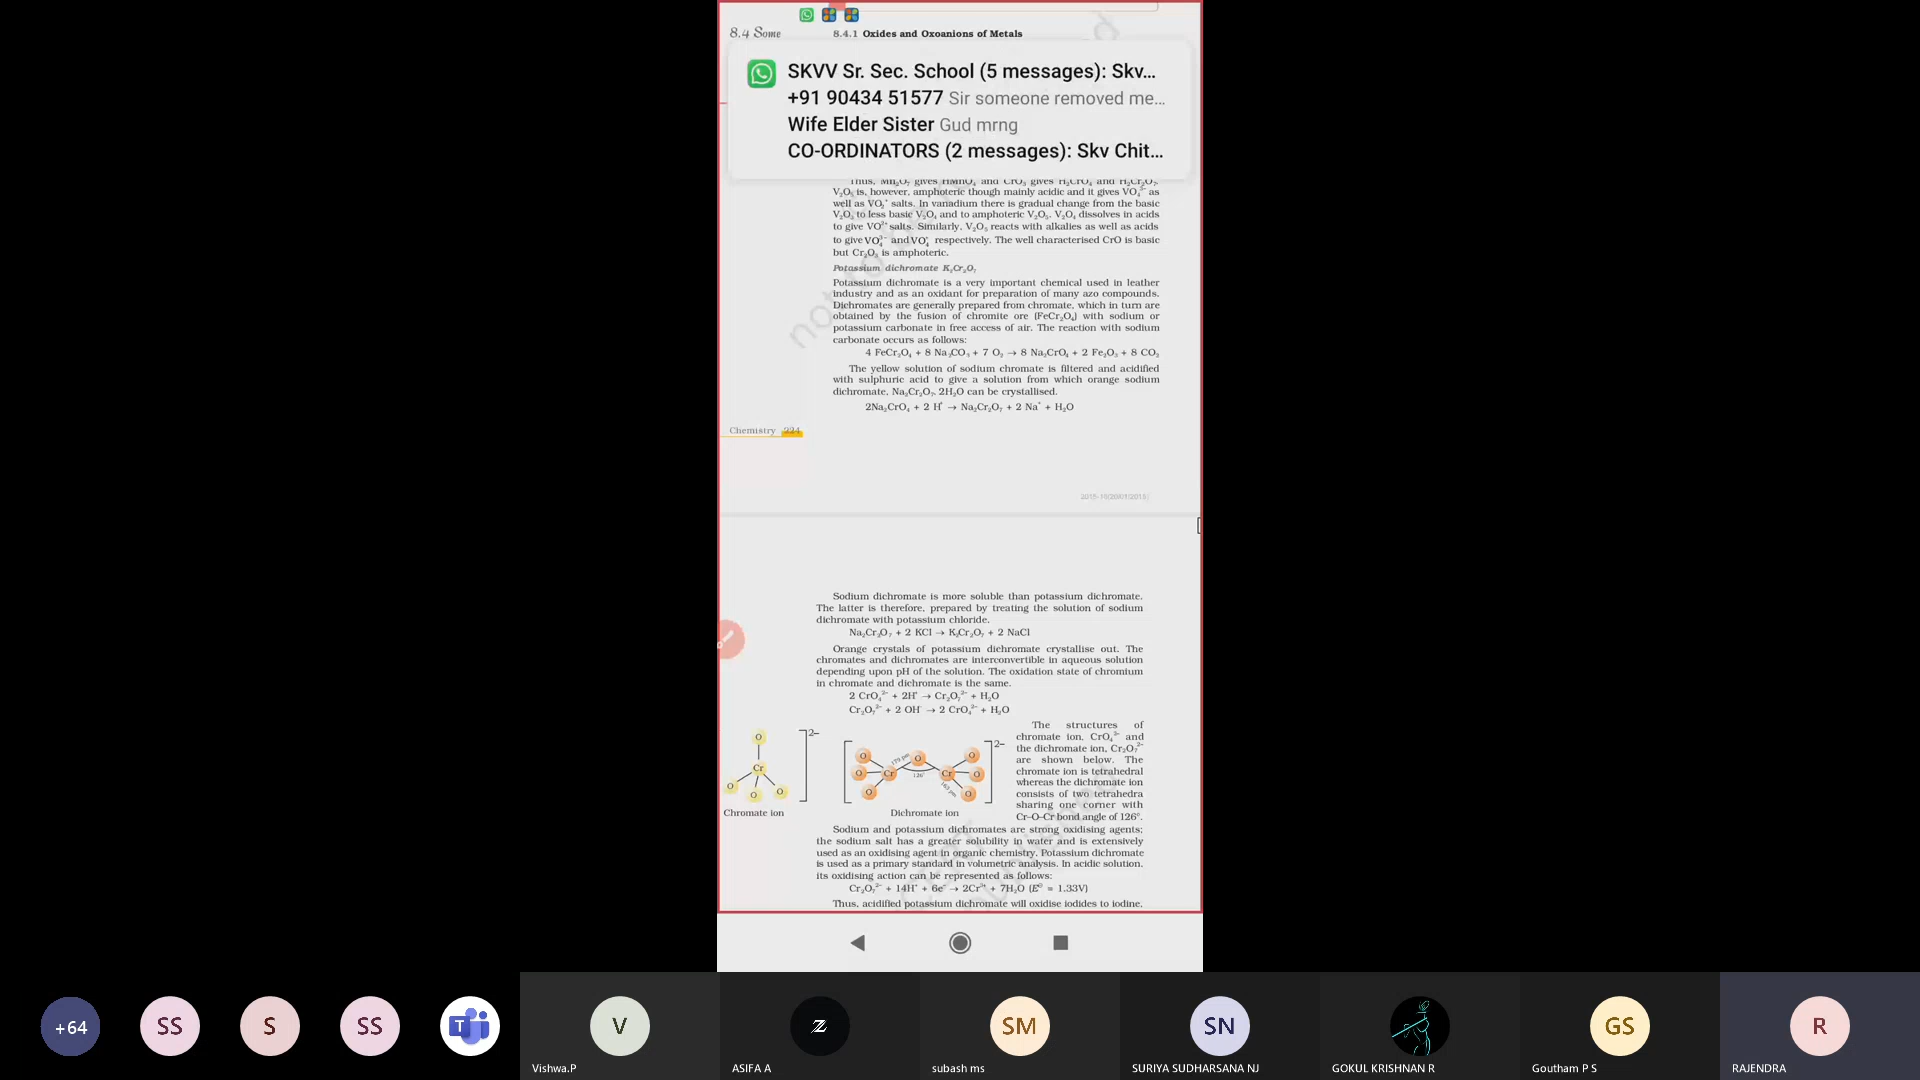 8.4 Some
8.4.1 Oxides and Oxoanions of Metals
SKVV Sr. Sec. School (5 messages): Skv...
+91 90434 51577 Sir someone removed me...
Wife Elder Sister Gud mrng
CO-ORDINATORS (2 messages): Skv Chit...
Thus, Mn₂O₇ gives HMnO₄ and CrO₃ gives H₂CrO₄ and H₂Cr₂O₇.
V₂O₅ is, however, amphoteric though mainly acidic and it gives VO₄³⁻ as
well as VO₂⁺ salts. In vanadium there is gradual change from the basic
V₂O₃ to less basic V₂O₄ and to amphoteric V₂O₅. V₂O₄ dissolves in acids
to give VO²⁺ salts. Similarly, V₂O₅ reacts with alkalies as well as acids
to give VO₄³⁻ and VO₄⁺ respectively. The well characterised CrO is basic
but Cr₂O₃ is amphoteric.
Potassium dichromate K₂Cr₂O₇
Potassium dichromate is a very important chemical used in leather
industry and as an oxidant for preparation of many azo compounds.
Dichromates are generally prepared from chromate, which in turn are
obtained by the fusion of chromite ore (FeCr₂O₄) with sodium or
potassium carbonate in free access of air. The reaction with sodium
carbonate occurs as follows:
4 FeCr₂O₄ + 8 Na₂CO₃ + 7 O₂ → 8 Na₂CrO₄ + 2 Fe₂O₃ + 8 CO₂
The yellow solution of sodium chromate is filtered and acidified
with sulphuric acid to give a solution from which orange sodium
dichromate, Na₂Cr₂O₇. 2H₂O can be crystallised.
2Na₂CrO₄ + 2 H⁺ → Na₂Cr₂O₇ + 2 Na⁺ + H₂O
Chemistry 224
Sodium dichromate is more soluble than potassium dichromate.
The latter is therefore, prepared by treating the solution of sodium
dichromate with potassium chloride.
Na₂Cr₂O₇ + 2 KCl → K₂Cr₂O₇ + 2 NaCl
Orange crystals of potassium dichromate crystallise out. The
chromates and dichromates are interconvertible in aqueous solution
depending upon pH of the solution. The oxidation state of chromium
in chromate and dichromate is the same.
2 CrO₄²⁻ + 2H⁺ → Cr₂O₇²⁻ + H₂O
Cr₂O₇²⁻ + 2 OH⁻ → 2 CrO₄²⁻ + H₂O
The structures of
chromate ion, CrO₄²⁻ and
the dichromate ion, Cr₂O₇²⁻
are shown below. The
chromate ion is tetrahedral
whereas the dichromate ion
consists of two tetrahedra
sharing one corner with
Cr–O–Cr bond angle of 126°.
O
Cr
O
O
O
2–
Chromate ion
O
O
O
Cr
179 pm
O
126°
Cr
163 pm
O
O
O
2–
Dichromate ion
Sodium and potassium dichromates are strong oxidising agents;
the sodium salt has a greater solubility in water and is extensively
used as an oxidising agent in organic chemistry. Potassium dichromate
is used as a primary standard in volumetric analysis. In acidic solution,
its oxidising action can be represented as follows:
Cr₂O₇²⁻ + 14H⁺ + 6e⁻ → 2Cr³⁺ + 7H₂O (E⊖ = 1.33V)
Thus, acidified potassium dichromate will oxidise iodides to iodine,
+64
SS
S
SS
T
V
Z
SM
SN
GS
R
Vishwa.P
ASIFA A
subash ms
SURIYA SUDHARSANA NJ
GOKUL KRISHNAN R
Goutham P S
RAJENDRA